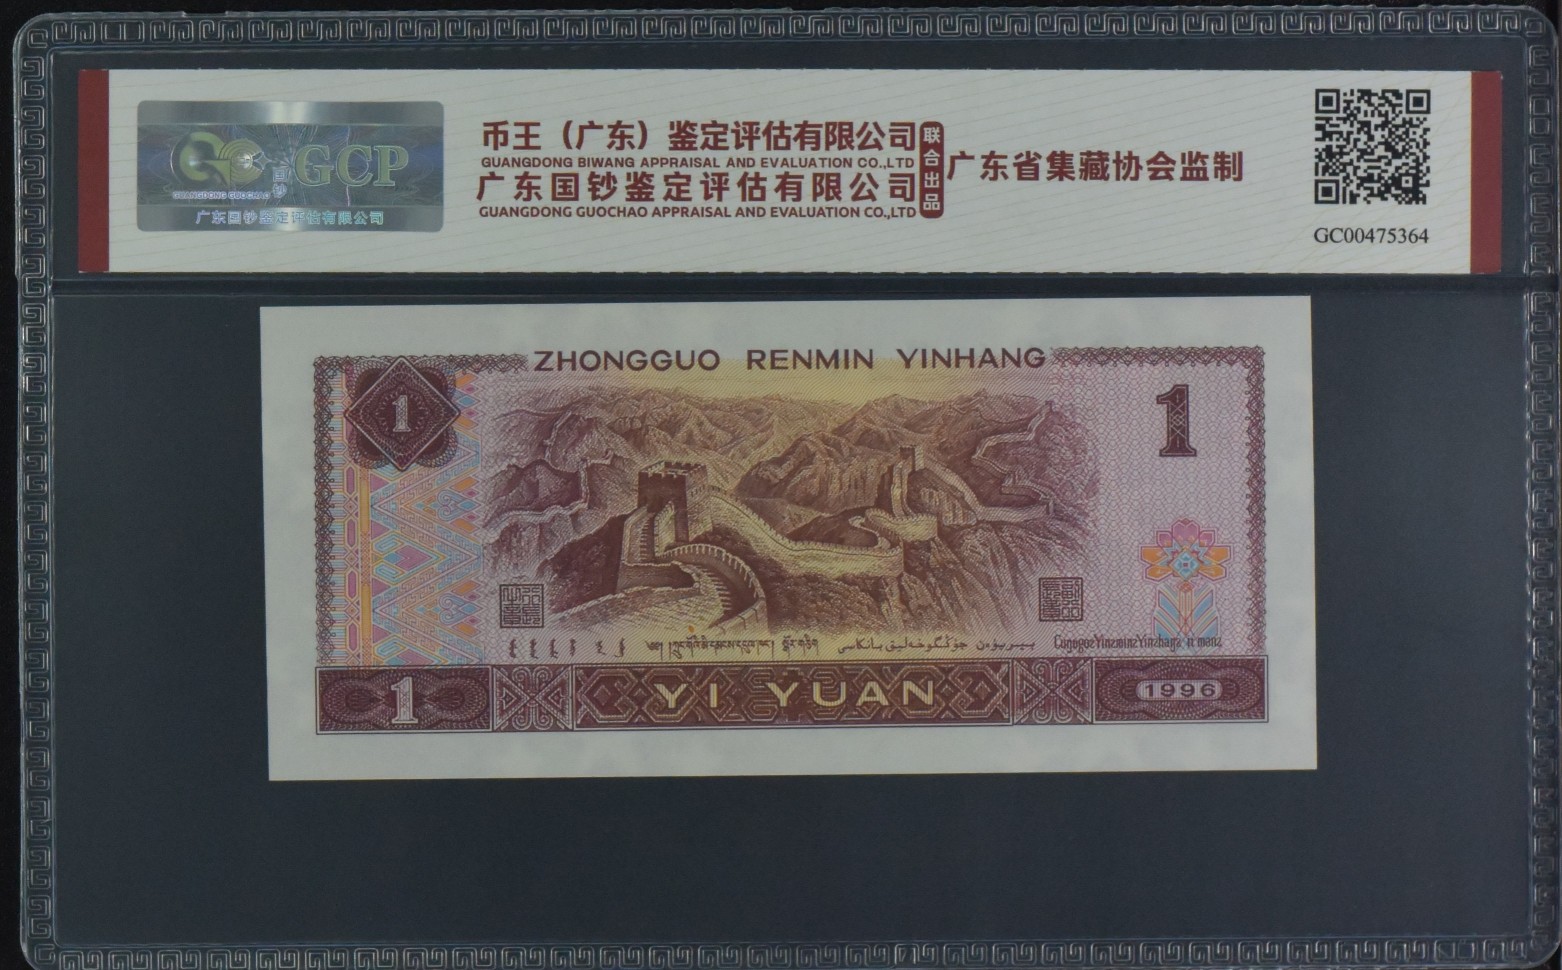 GCP
GUANGDONG GUOCHAO
广东国钞鉴定评估有限公司
币王（广东）鉴定评估有限公司
GUANGDONG BIWANG APPRAISAL AND EVALUATION CO.,LTD
广东国钞鉴定评估有限公司
GUANGDONG GUOCHAO APPRAISAL AND EVALUATION CO.,LTD
联合出品
广东省集藏协会监制
GC00475364
ZHONGGUO RENMIN YINHANG
1
1
1
YI YUAN
1996